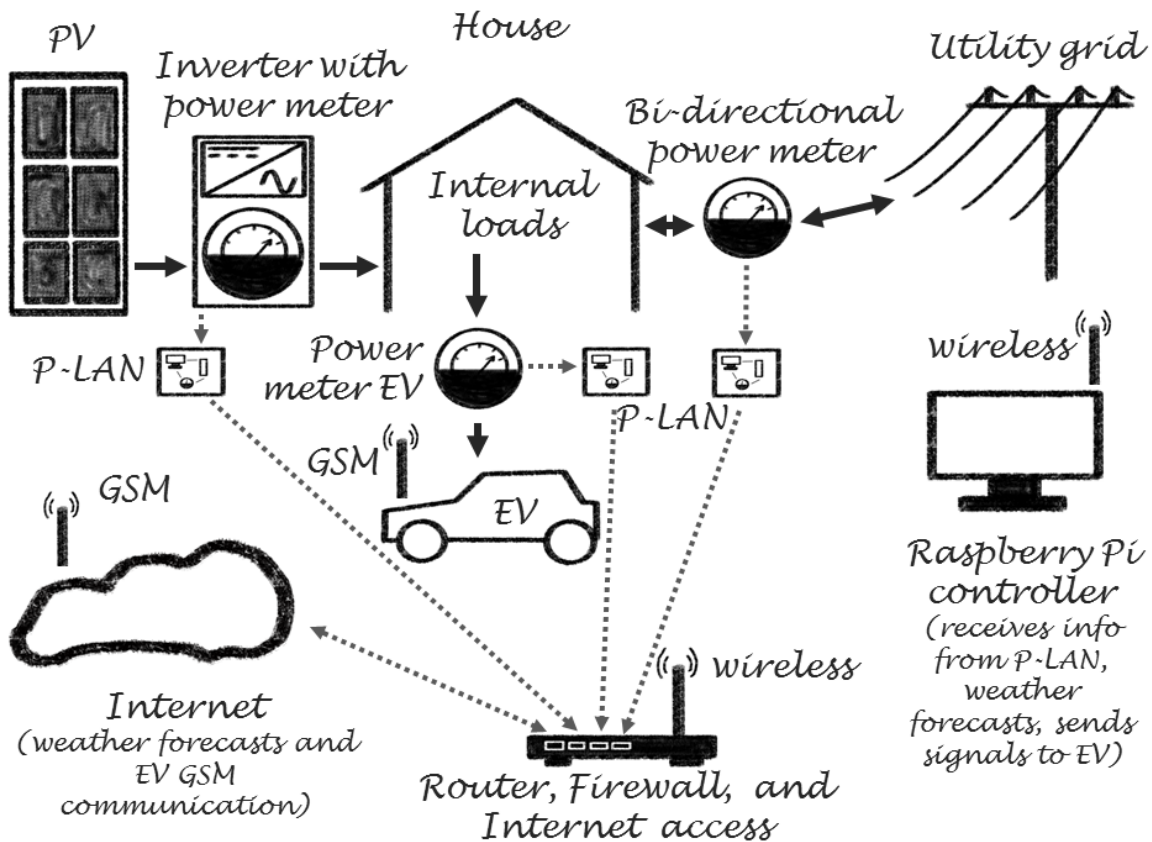 PV
House
Utility grid
Inverter with
power meter
Bi-directional
power meter
Internal
loads
P-LAN
Power
meter EV
P-LAN
wireless
GSM
EV
GSM
Raspberry Pi
controller
(receives info
from P-LAN,
weather
forecasts, sends
signals to EV)
wireless
Internet
(weather forecasts and
EV GSM
communication)
Router, Firewall, and
Internet access